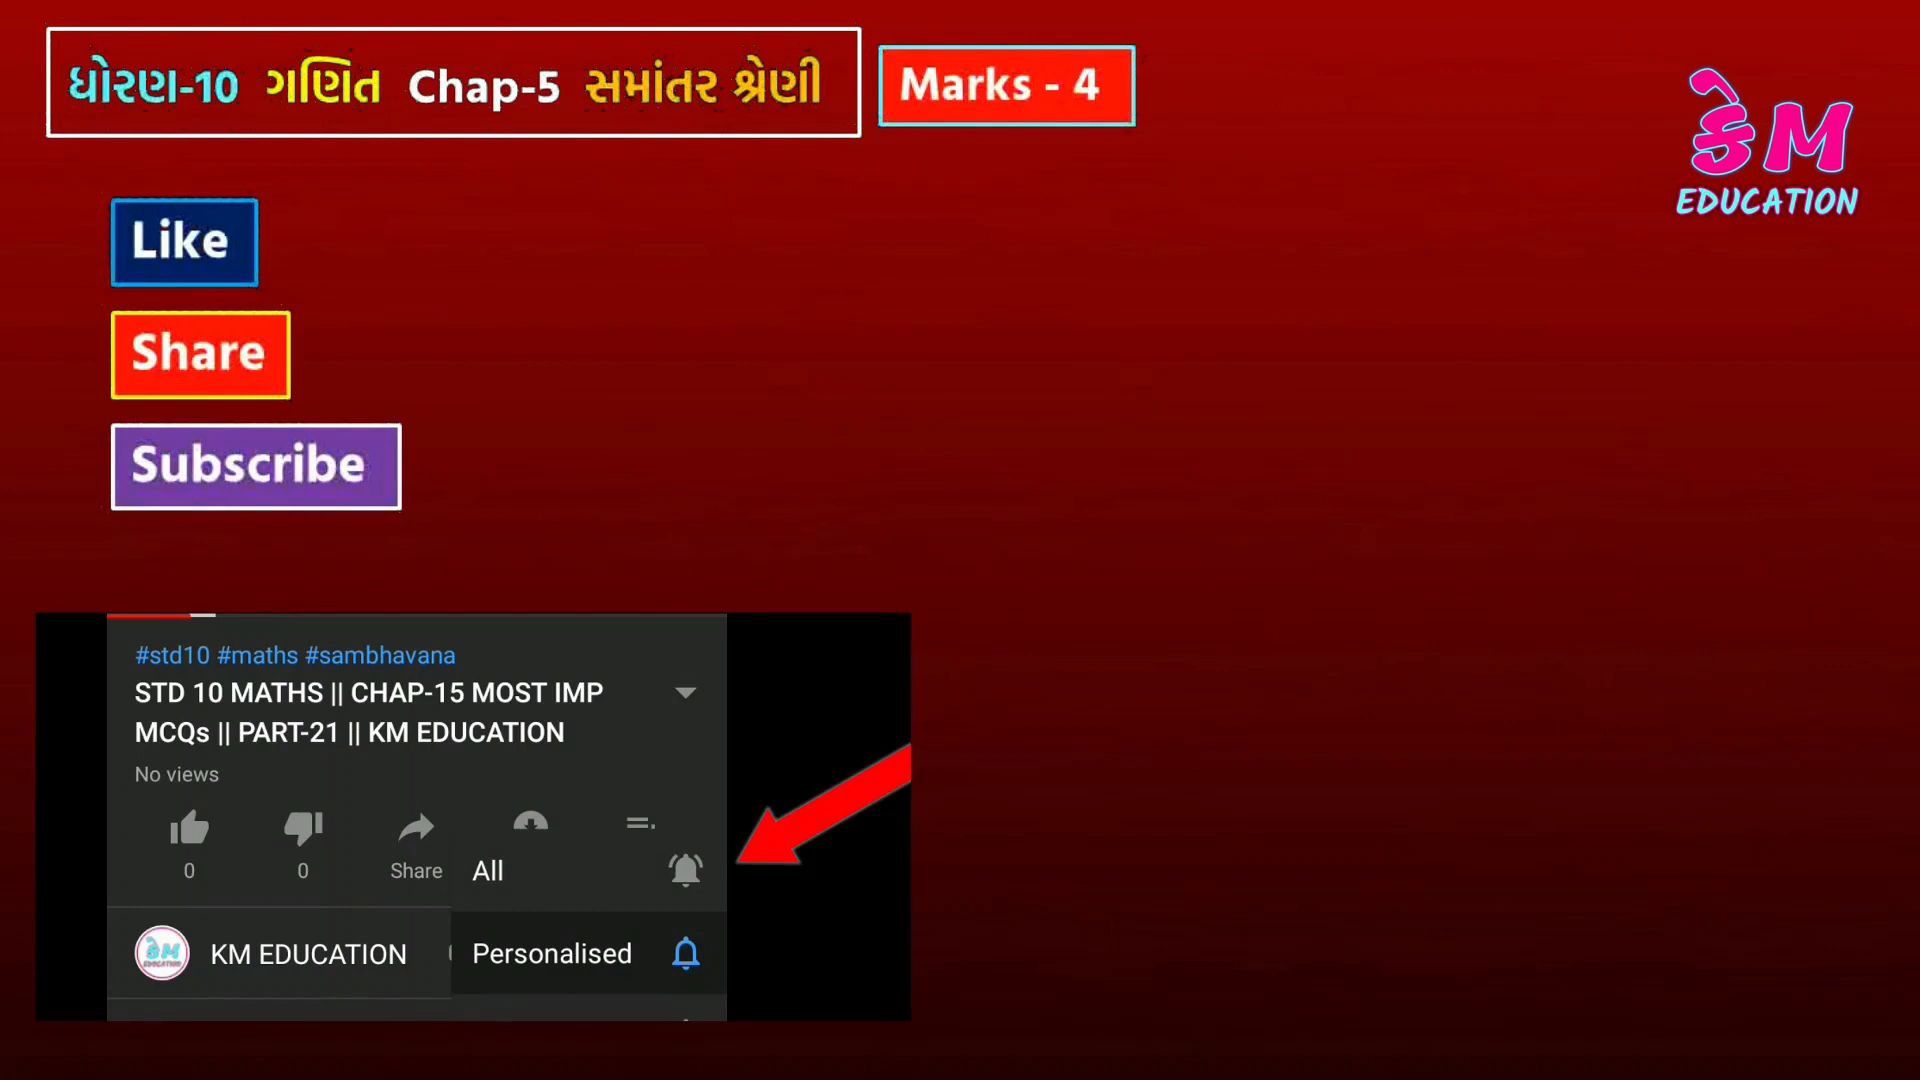 ધોરણ-10 ગણિત Chap-5 સમાંતર શ્રેણી
Marks - 4
કેM
EDUCATION
Like
Share
Subscribe
#std10 #maths #sambhavana
STD 10 MATHS || CHAP-15 MOST IMP
MCQs || PART-21 || KM EDUCATION
No views
0
0
Share
All
કેM
EDUCATION
KM EDUCATION
Personalised